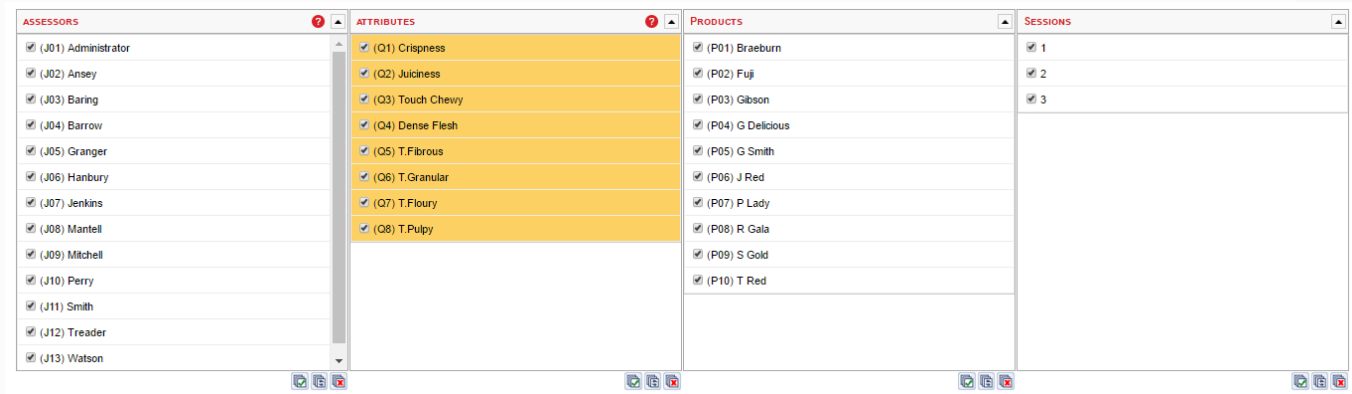 ASSESSORS ?
(J01) Administrator
(J02) Ansey
(J03) Baring
(J04) Barrow
(J05) Granger
(J06) Hanbury
(J07) Jenkins
(J08) Mantell
(J09) Mitchell
(J10) Perry
(J11) Smith
(J12) Treader
(J13) Watson
ATTRIBUTES ?
(Q1) Crispness
(Q2) Juiciness
(Q3) Touch Chewy
(Q4) Dense Flesh
(Q5) T.Fibrous
(Q6) T.Granular
(Q7) T.Floury
(Q8) T.Pulpy
PRODUCTS
(P01) Braeburn
(P02) Fuji
(P03) Gibson
(P04) G Delicious
(P05) G Smith
(P06) J Red
(P07) P Lady
(P08) R Gala
(P09) S Gold
(P10) T Red
SESSIONS
1
2
3